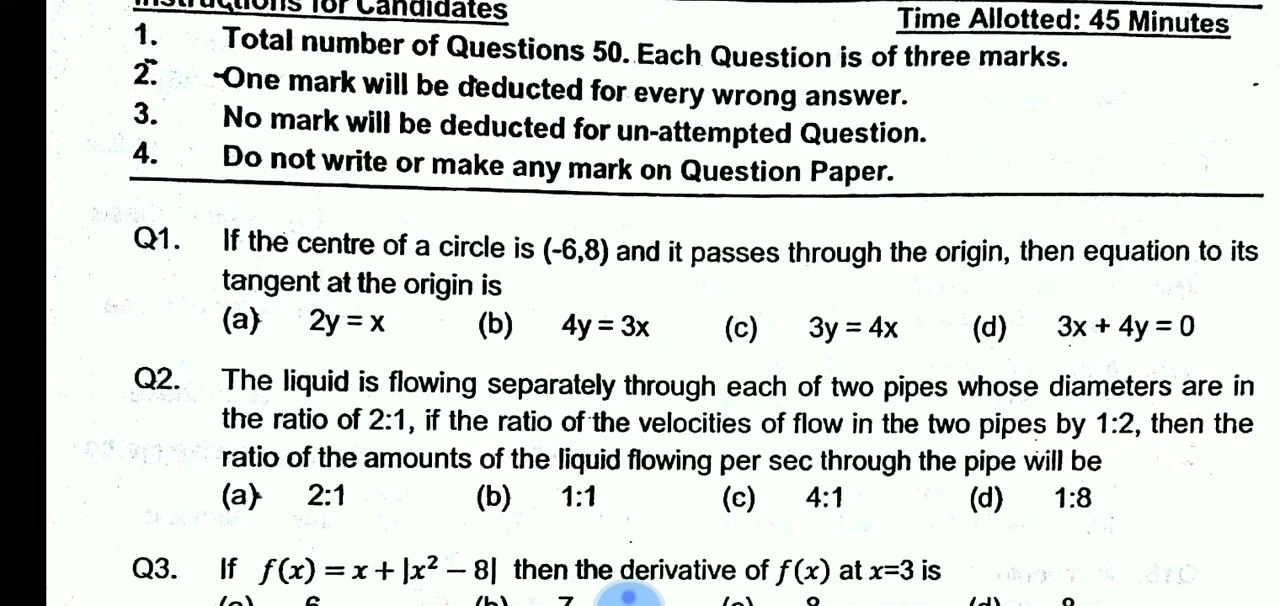 Instructions for Candidates
Time Allotted: 45 Minutes
1. Total number of Questions 50. Each Question is of three marks.
2. One mark will be deducted for every wrong answer.
3. No mark will be deducted for un-attempted Question.
4. Do not write or make any mark on Question Paper.
Q1. If the centre of a circle is (-6,8) and it passes through the origin, then equation to its
tangent at the origin is
(a) 2y = x (b) 4y = 3x (c) 3y = 4x (d) 3x + 4y = 0
Q2. The liquid is flowing separately through each of two pipes whose diameters are in
the ratio of 2:1, if the ratio of the velocities of flow in the two pipes by 1:2, then the
ratio of the amounts of the liquid flowing per sec through the pipe will be
(a) 2:1 (b) 1:1 (c) 4:1 (d) 1:8
Q3. If f(x) = x + |x² – 8| then the derivative of f(x) at x=3 is
(a) (b) 7 (c) (d)